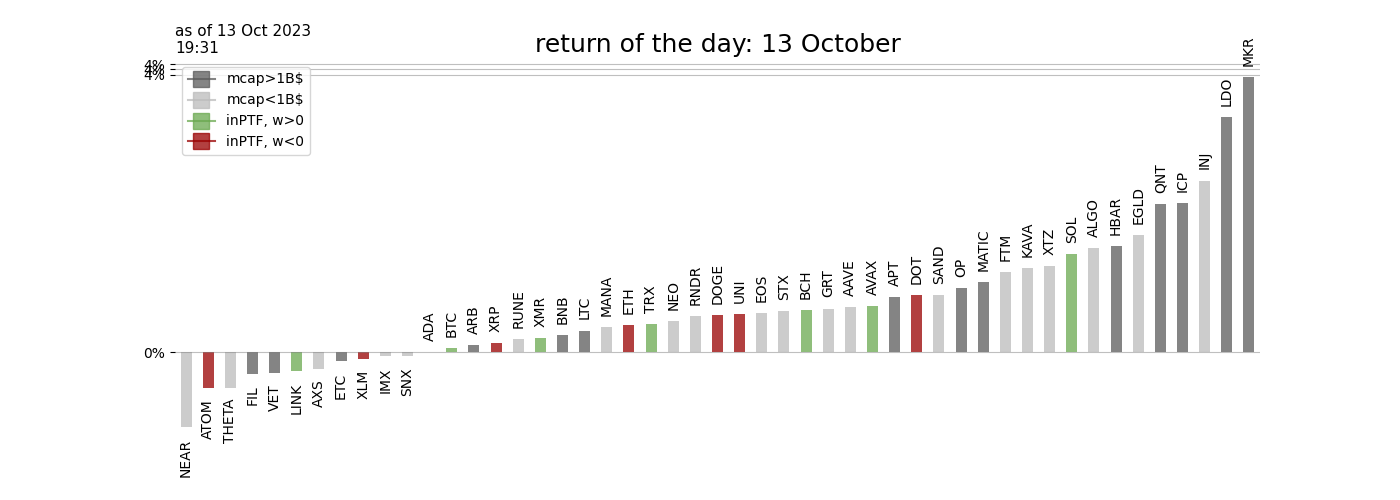 as of 13 Oct 2023
19:31
return of the day: 13 October
4%
4%
4%
mcap>1B$
mcap<1B$
inPTF, w>0
inPTF, w<0
0%
NEAR
ATOM
THETA
FIL
VET
LINK
AXS
ETC
XLM
IMX
SNX
ADA
BTC
ARB
XRP
RUNE
XMR
BNB
LTC
MANA
ETH
TRX
NEO
RNDR
DOGE
UNI
EOS
STX
BCH
GRT
AAVE
AVAX
APT
DOT
SAND
OP
MATIC
FTM
KAVA
XTZ
SOL
ALGO
HBAR
EGLD
QNT
ICP
INJ
LDO
MKR